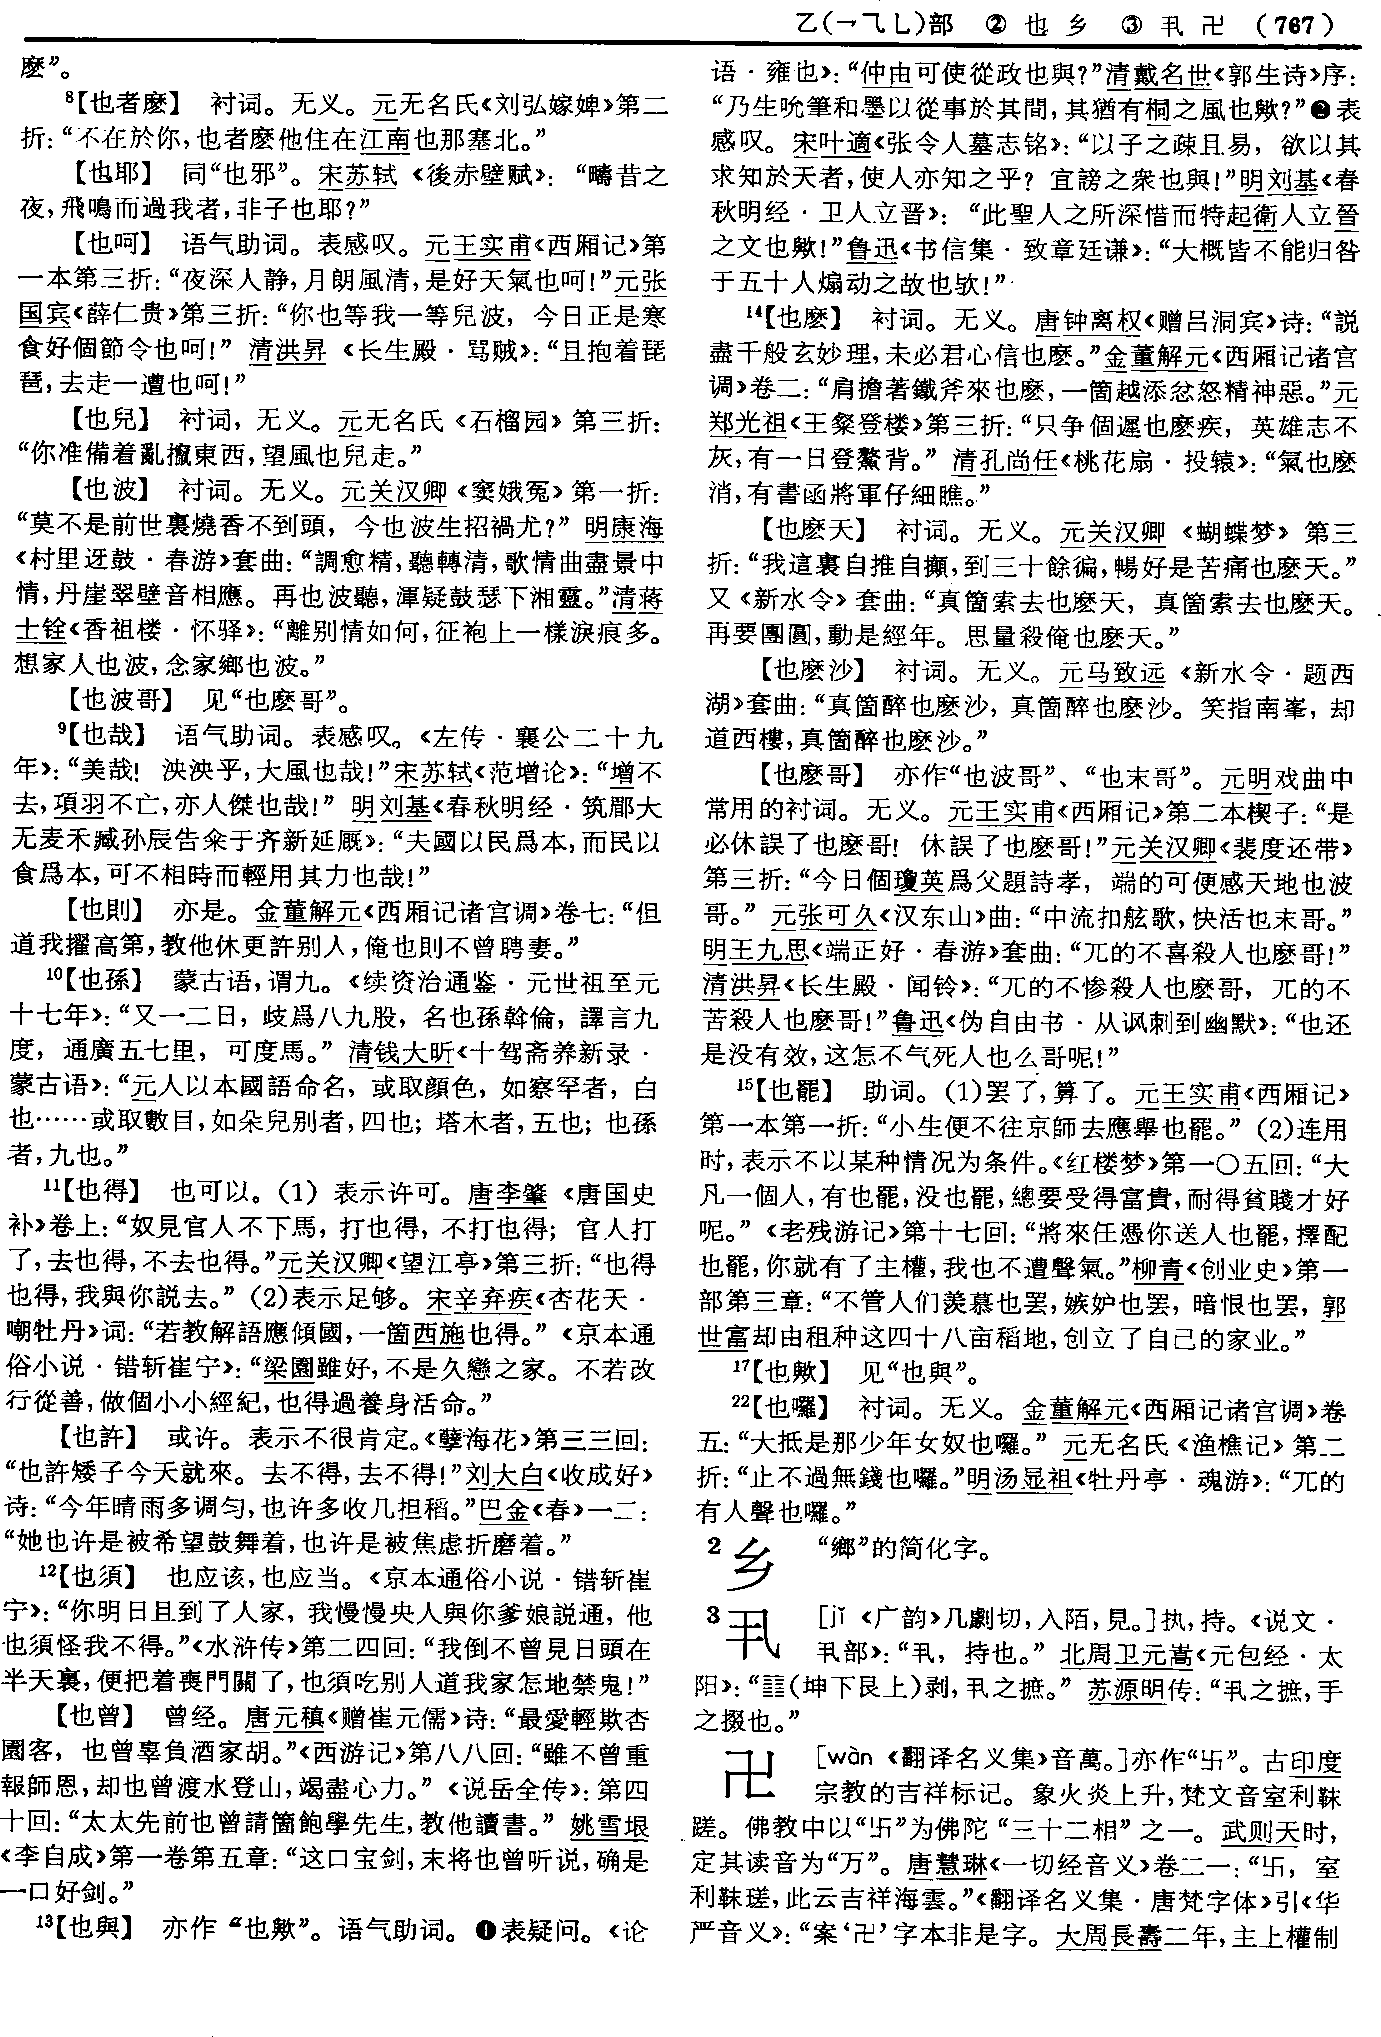 乙(㇀⺄乚)部 ② 也 乡 ③ 丮 卍 (767)
麽”。
⁸【也者麽】 衬词。无义。元无名氏《刘弘嫁婢》第二
折:“不在於你,也者麽他住在江南也那塞北。”
【也耶】 同“也邪”。宋苏轼《後赤壁赋》:“疇昔之
夜,飛鳴而過我者,非子也耶?”
【也呵】 语气助词。表感叹。元王实甫《西厢记》第
一本第三折:“夜深人静,月朗風清,是好天氣也呵!”元张
国宾《薛仁贵》第三折:“你也等我一等兒波,今日正是寒
食好個節令也呵!”清洪昇《长生殿·骂贼》:“且抱着琵
琶,去走一遭也呵!”
【也兒】 衬词,无义。元无名氏《石榴园》第三折:
“你准備着亂攛東西,望風也兒走。”
【也波】 衬词。无义。元关汉卿《窦娥冤》第一折:
“莫不是前世裏燒香不到頭,今也波生招禍尤?”明康海
《村里迓鼓·春游》套曲:“調愈精,聽轉清,歌情曲盡景中
情,丹崖翠壁音相應。再也波聽,渾疑鼓瑟下湘靈。”清蒋
士铨《香祖楼·怀驿》:“離别情如何,征袍上一樣淚痕多。
想家人也波,念家鄉也波。”
【也波哥】 见“也麽哥”。
⁹【也哉】 语气助词。表感叹。《左传·襄公二十九
年》:“美哉!泱泱乎,大風也哉!”宋苏轼《范增论》:“增不
去,項羽不亡,亦人傑也哉!”明刘基《春秋明经·筑郿大
无麦禾臧孙辰告籴于齐新延厩》:“夫國以民爲本,而民以
食爲本,可不相時而輕用其力也哉!”
【也則】 亦是。金董解元《西厢记诸宫调》卷七:“但
道我擢高第,教他休更許别人,俺也則不曾聘妻。”
¹⁰【也孫】 蒙古语,谓九。《续资治通鉴·元世祖至元
十七年》:“又一二日,歧爲八九股,名也孫斡倫,譯言九
度,通廣五七里,可度馬。”清钱大昕《十驾斋养新录·
蒙古语》:“元人以本國語命名,或取顔色,如察罕者,白
也……或取數目,如朵兒别者,四也;塔木者,五也;也孫
者,九也。”
¹¹【也得】 也可以。(1)表示许可。唐李肇《唐国史
补》卷上:“奴見官人不下馬,打也得,不打也得;官人打
了,去也得,不去也得。”元关汉卿《望江亭》第三折:“也得
也得,我與你説去。”(2)表示足够。宋辛弃疾《杏花天·
嘲牡丹》词:“若教解語應傾國,一箇西施也得。”《京本通
俗小说·错斩崔宁》:“梁園雖好,不是久戀之家。不若改
行從善,做個小小經紀,也得過養身活命。”
【也許】 或许。表示不很肯定。《孽海花》第三三回:
“也許矮子今天就來。去不得,去不得!”刘大白《收成好》
诗:“今年晴雨多调匀,也许多收几担稻。”巴金《春》一二:
“她也许是被希望鼓舞着,也许是被焦虑折磨着。”
¹²【也須】 也应该,也应当。《京本通俗小说·错斩崔
宁》:“你明日且到了人家,我慢慢央人與你爹娘説通,他
也須怪我不得。”《水浒传》第二四回:“我倒不曾見日頭在
半天裏,便把着喪門關了,也須吃别人道我家怎地禁鬼!”
【也曾】 曾经。唐元稹《赠崔元儒》诗:“最愛輕欺杏
園客,也曾辜負酒家胡。”《西游记》第八八回:“雖不曾重
報師恩,却也曾渡水登山,竭盡心力。”《说岳全传》:第四
十回:“太太先前也曾請箇飽學先生,教他讀書。”姚雪垠
《李自成》第一卷第五章:“这口宝剑,末将也曾听说,确是
一口好剑。”
¹³【也與】 亦作“也歟”。语气助词。❶表疑问。《论
语·雍也》:“仲由可使從政也與?”清戴名世《郭生诗》序:
“乃生吮筆和墨以從事於其間,其猶有桐之風也歟?”❷表
感叹。宋叶適《张令人墓志铭》:“以子之疎且易,欲以其
求知於天者,使人亦知之乎?宜謗之衆也與!”明刘基《春
秋明经·卫人立晋》:“此聖人之所深惜而特起衛人立晉
之文也歟!”鲁迅《书信集·致章廷谦》:“大概皆不能归咎
于五十人煽动之故也欤!”
¹⁴【也麽】 衬词。无义。唐钟离权《赠吕洞宾》诗:“説
盡千般玄妙理,未必君心信也麽。”金董解元《西厢记诸宫
调》卷二:“肩擔著鐵斧來也麽,一箇越添忿怒精神惡。”元
郑光祖《王粲登楼》第三折:“只争個遲也麽疾,英雄志不
灰,有一日登鰲背。”清孔尚任《桃花扇·投辕》:“氣也麽
消,有書函將軍仔細瞧。”
【也麽天】 衬词。无义。元关汉卿《蝴蝶梦》第三
折:“我這裏自推自攧,到三十餘徧,暢好是苦痛也麽天。”
又《新水令》套曲:“真箇索去也麽天,真箇索去也麽天。
再要團圓,動是經年。思量殺俺也麽天。”
【也麽沙】 衬词。无义。元马致远《新水令·题西
湖》套曲:“真箇醉也麽沙,真箇醉也麽沙。笑指南峯,却
道西樓,真箇醉也麽沙。”
【也麽哥】 亦作“也波哥”、“也末哥”。元明戏曲中
常用的衬词。无义。元王实甫《西厢记》第二本楔子:“是
必休誤了也麽哥!休誤了也麽哥!”元关汉卿《裴度还带》
第三折:“今日個瓊英爲父題詩孝,端的可便感天地也波
哥。”元张可久《汉东山》曲:“中流扣舷歌,快活也末哥。”
明王九思《端正好·春游》套曲:“兀的不喜殺人也麽哥!”
清洪昇《长生殿·闻铃》:“兀的不惨殺人也麽哥,兀的不
苦殺人也麽哥!”鲁迅《伪自由书·从讽刺到幽默》:“也还
是没有效,这怎不气死人也么哥呢!”
¹⁵【也罷】 助词。(1)罢了,算了。元王实甫《西厢记》
第一本第一折:“小生便不往京師去應舉也罷。”(2)连用
时,表示不以某种情况为条件。《红楼梦》第一〇五回:“大
凡一個人,有也罷,没也罷,總要受得富貴,耐得貧賤才好
呢。”《老残游记》第十七回:“將來任憑你送人也罷,擇配
也罷,你就有了主權,我也不遭聲氣。”柳青《创业史》第一
部第三章:“不管人们羡慕也罢,嫉妒也罢,暗恨也罢,郭
世富却由租种这四十八亩稻地,创立了自己的家业。”
¹⁷【也歟】 见“也與”。
²²【也囉】 衬词。无义。金董解元《西厢记诸宫调》卷
五:“大抵是那少年女奴也囉。”元无名氏《渔樵记》第二
折:“止不過無錢也囉。”明汤显祖《牡丹亭·魂游》:“兀的
有人聲也囉。”
2 乡 “鄉”的简化字。
3 丮 [jǐ 《广韵》几劇切,入陌,見。]执,持。《说文·
丮部》:“丮,持也。”北周卫元嵩《元包经·太
阳》:“䷖(坤下艮上)剥,丮之摭。”苏源明传:“丮之摭,手
之掇也。”
卍 [wàn 《翻译名义集》音萬。]亦作“卐”。古印度
宗教的吉祥标记。象火炎上升,梵文音室利靺
蹉。佛教中以“卐”为佛陀“三十二相”之一。武则天时,
定其读音为“万”。唐慧琳《一切经音义》卷二一:“卐,室
利靺瑳,此云吉祥海雲。”《翻译名义集·唐梵字体》引《华
严音义》:“案‘卍’字本非是字。大周長壽二年,主上權制